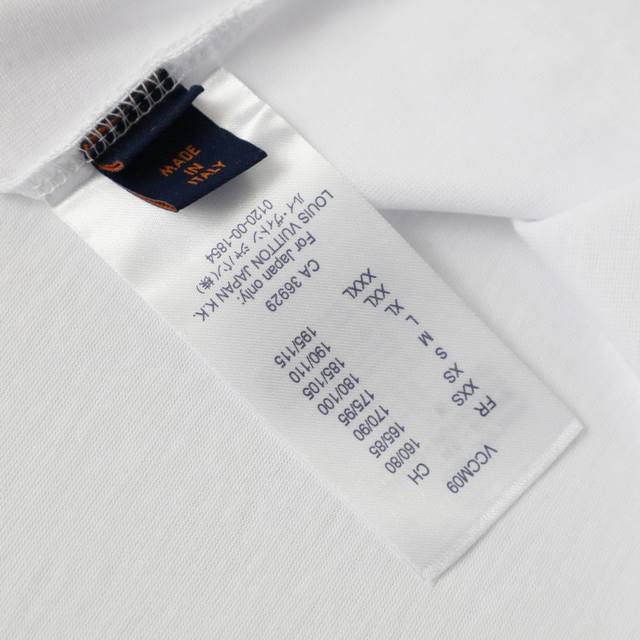 MADE
IN
ITALY
VCCM09
FR CH
XXS 160/80
XS 165/85
S 170/90
M 175/95
L 180/100
XL 185/105
XXL 190/110
XXXL 195/115
CA 36929
For Japan only:
LOUIS VUITTON JAPAN K.K.
ルイ・ヴィトン ジャパン(株)
0120-00-1854